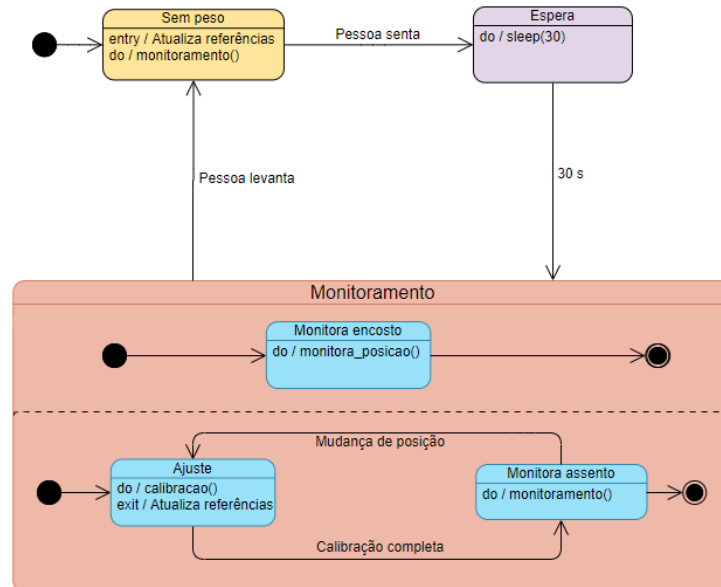 Sem peso
entry / Atualiza referências
do / monitoramento()
Pessoa senta
Espera
do / sleep(30)
Pessoa levanta
30 s
Monitoramento
Monitora encosto
do / monitora_posicao()
Mudança de posição
Ajuste
do / calibracao()
exit / Atualiza referências
Monitora assento
do / monitoramento()
Calibração completa